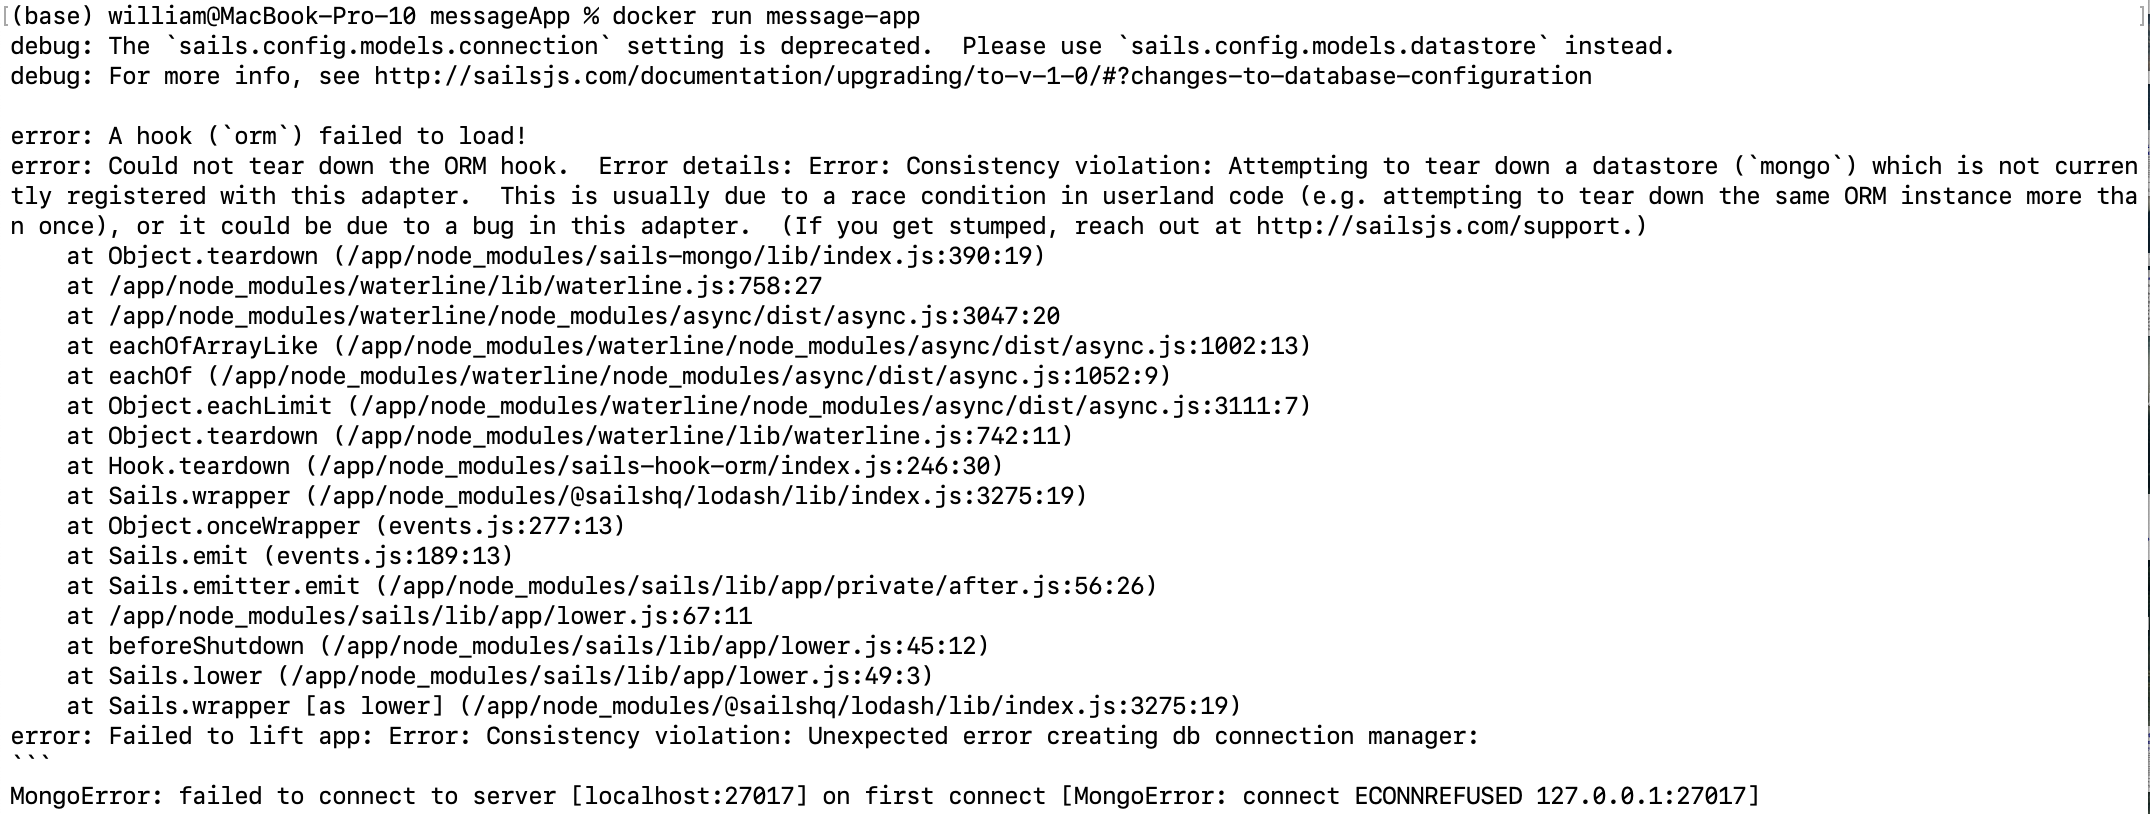 (base) william@MacBook-Pro-10 messageApp % docker run message-app
debug: The `sails.config.models.connection` setting is deprecated.  Please use `sails.config.models.datastore` instead.
debug: For more info, see http://sailsjs.com/documentation/upgrading/to-v-1-0/#?changes-to-database-configuration

error: A hook (`orm`) failed to load!
error: Could not tear down the ORM hook.  Error details: Error: Consistency violation: Attempting to tear down a datastore (`mongo`) which is not curren
tly registered with this adapter.  This is usually due to a race condition in userland code (e.g. attempting to tear down the same ORM instance more tha
n once), or it could be due to a bug in this adapter.  (If you get stumped, reach out at http://sailsjs.com/support.)
    at Object.teardown (/app/node_modules/sails-mongo/lib/index.js:390:19)
    at /app/node_modules/waterline/lib/waterline.js:758:27
    at /app/node_modules/waterline/node_modules/async/dist/async.js:3047:20
    at eachOfArrayLike (/app/node_modules/waterline/node_modules/async/dist/async.js:1002:13)
    at eachOf (/app/node_modules/waterline/node_modules/async/dist/async.js:1052:9)
    at Object.eachLimit (/app/node_modules/waterline/node_modules/async/dist/async.js:3111:7)
    at Object.teardown (/app/node_modules/waterline/lib/waterline.js:742:11)
    at Hook.teardown (/app/node_modules/sails-hook-orm/index.js:246:30)
    at Sails.wrapper (/app/node_modules/@sailshq/lodash/lib/index.js:3275:19)
    at Object.onceWrapper (events.js:277:13)
    at Sails.emit (events.js:189:13)
    at Sails.emitter.emit (/app/node_modules/sails/lib/app/private/after.js:56:26)
    at /app/node_modules/sails/lib/app/lower.js:67:11
    at beforeShutdown (/app/node_modules/sails/lib/app/lower.js:45:12)
    at Sails.lower (/app/node_modules/sails/lib/app/lower.js:49:3)
    at Sails.wrapper [as lower] (/app/node_modules/@sailshq/lodash/lib/index.js:3275:19)
error: Failed to lift app: Error: Consistency violation: Unexpected error creating db connection manager:
```
MongoError: failed to connect to server [localhost:27017] on first connect [MongoError: connect ECONNREFUSED 127.0.0.1:27017]